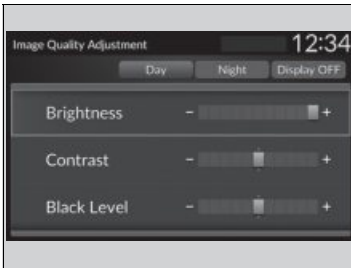 Image Quality Adjustment 12:34
Day Night Display OFF
Brightness - +
Contrast - +
Black Level - +